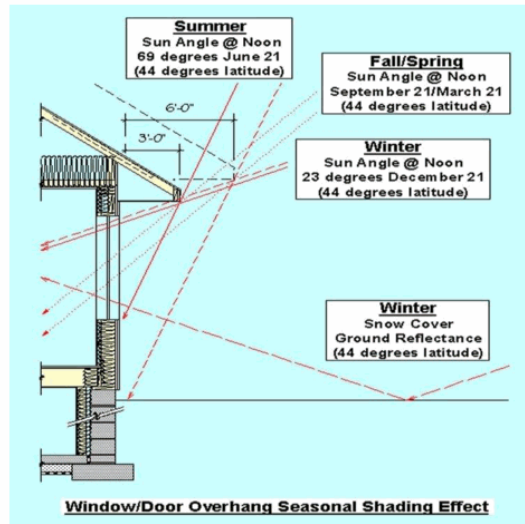 Summer
Sun Angle @ Noon
69 degrees June 21
(44 degrees latitude)
Fall/Spring
Sun Angle @ Noon
September 21/March 21
(44 degrees latitude)
6'-0"
3'-0"
Winter
Sun Angle @ Noon
23 degrees December 21
(44 degrees latitude)
Winter
Snow Cover
Ground Reflectance
(44 degrees latitude)
Window/Door Overhang Seasonal Shading Effect